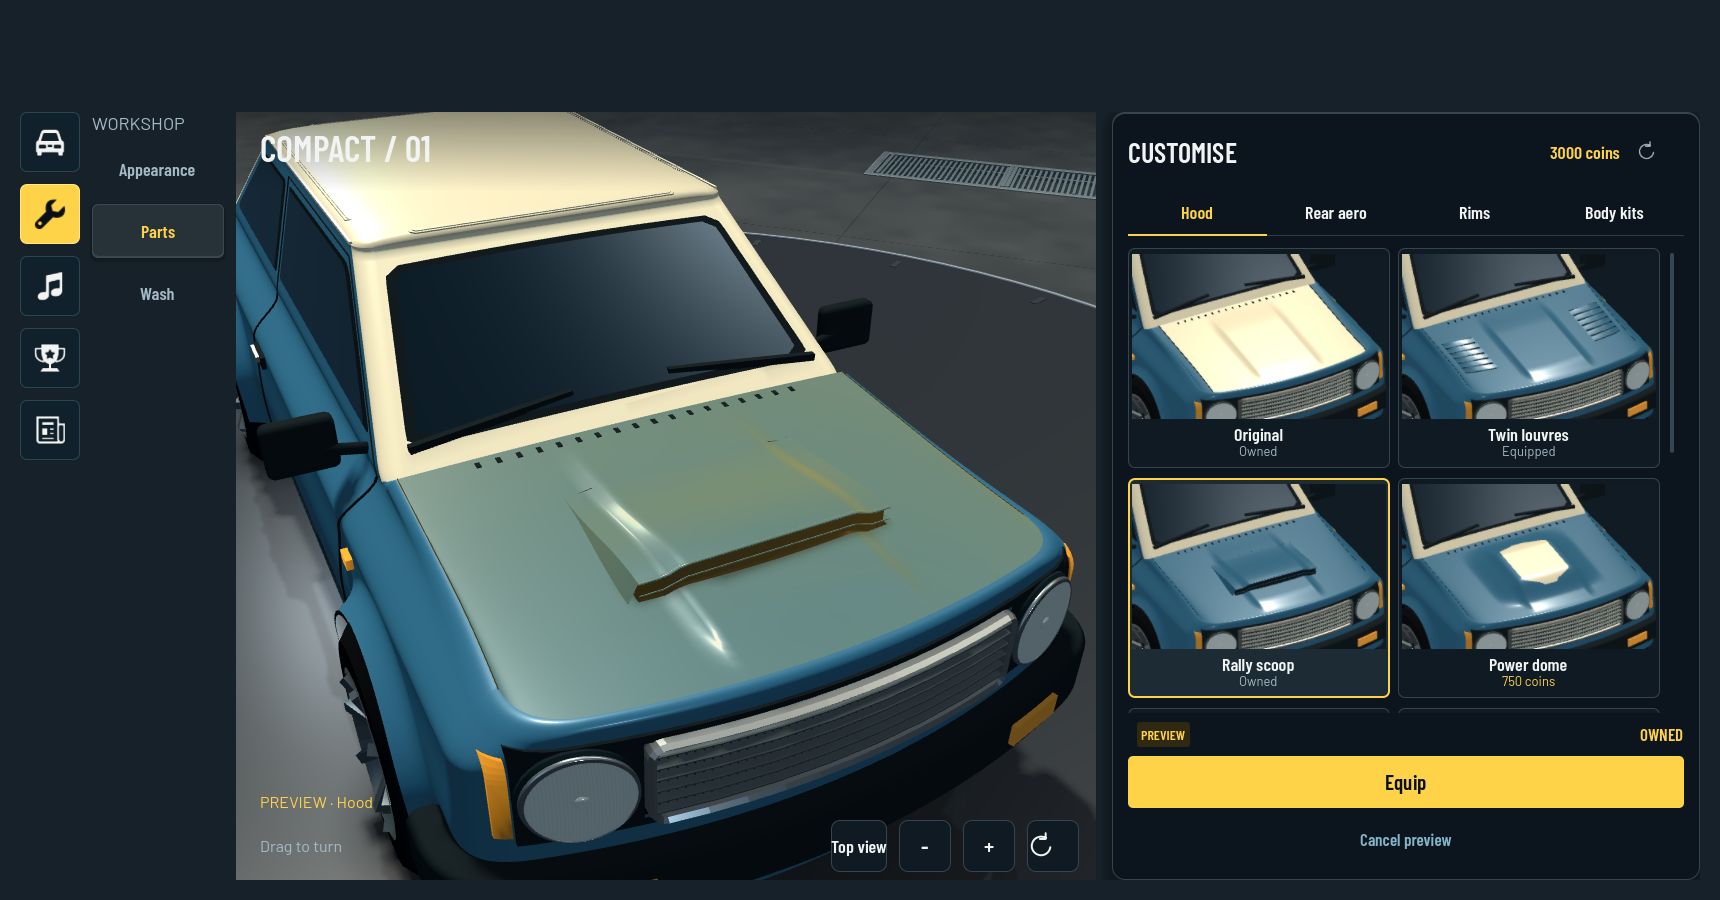 WORKSHOP
Appearance
Parts
Wash
COMPACT / 01
PREVIEW · Hood
Drag to turn
Top view
-
+
CUSTOMISE
3000 coins
Hood
Rear aero
Rims
Body kits
Original
Owned
Twin louvres
Equipped
Rally scoop
Owned
Power dome
750 coins
PREVIEW
OWNED
Equip
Cancel preview